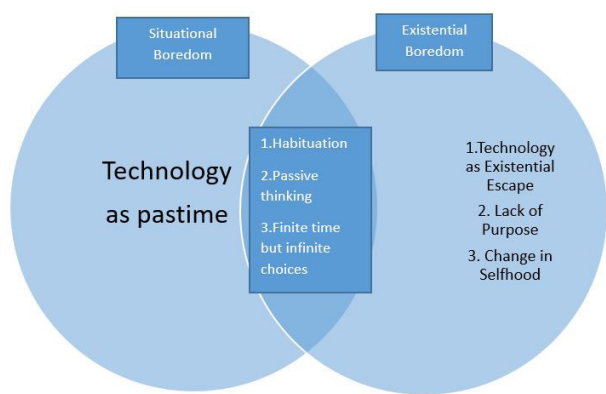 Situational
Boredom
Existential
Boredom
Technology
as pastime
1.Habituation
2.Passive
thinking
3.Finite time
but infinite
choices
1.Technology
as Existential
Escape
2. Lack of
Purpose
3. Change in
Selfhood